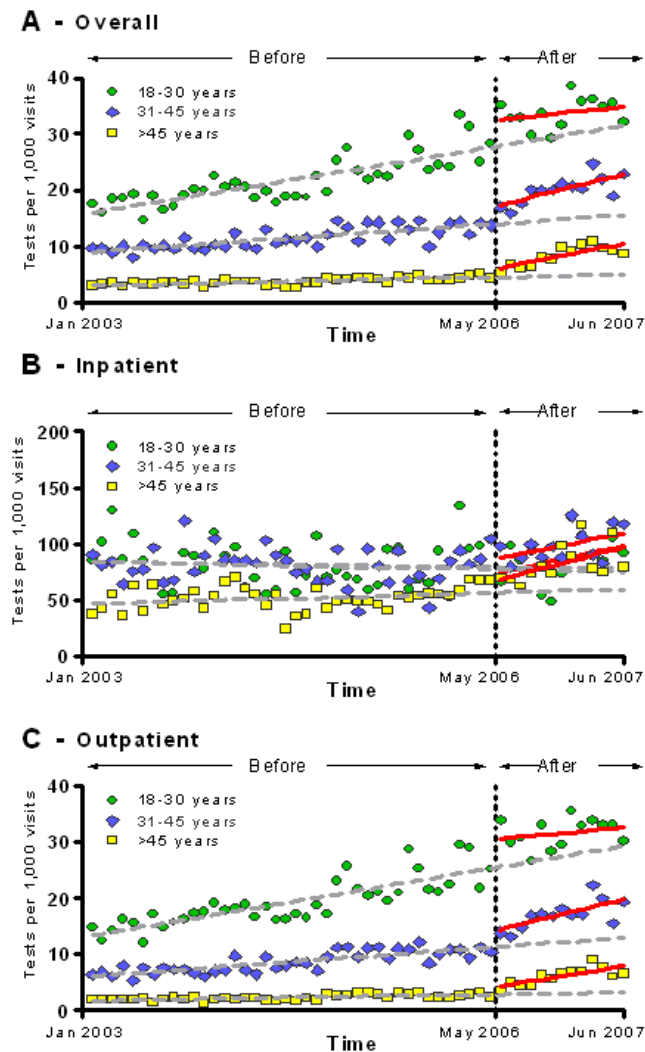 A - Overall
Before After
40
30
20
10
0
Tests per 1,000 visits
18-30 years
31-45 years
>45 years
Jan 2003 May 2006 Jun 2007
Time
B - Inpatient
Before After
200
150
100
50
0
Tests per 1,000 visits
18-30 years
31-45 years
>45 years
Jan 2003 May 2006 Jun 2007
Time
C - Outpatient
Before After
40
30
20
10
0
Tests per 1,000 visits
18-30 years
31-45 years
>45 years
Jan 2003 May 2006 Jun 2007
Time